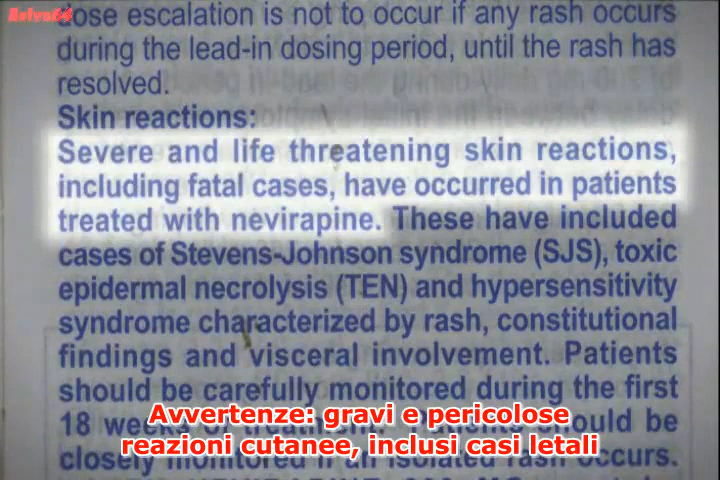 Relva64
dose escalation is not to occur if any rash occurs
during the lead-in dosing period, until the rash has
resolved.
Skin reactions:
Severe and life threatening skin reactions,
including fatal cases, have occurred in patients
treated with nevirapine. These have included
cases of Stevens-Johnson syndrome (SJS), toxic
epidermal necrolysis (TEN) and hypersensitivity
syndrome characterized by rash, constitutional
findings and visceral involvement. Patients
should be carefully monitored during the first
18 weeks of treatment. Patients should be
closely monitored if an isolated rash occurs.
Avvertenze: gravi e pericolose
reazioni cutanee, inclusi casi letali